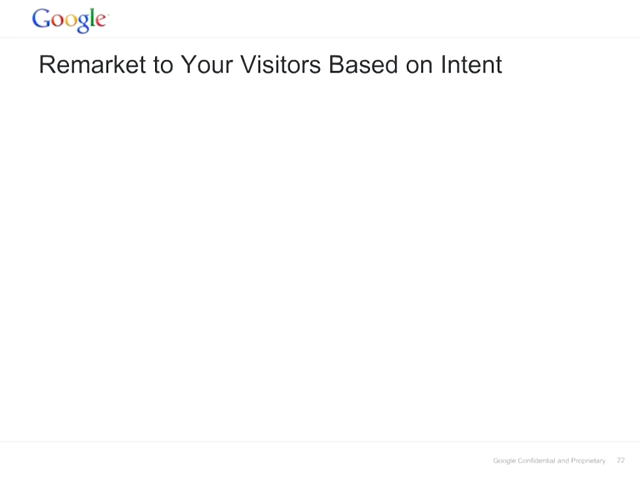 Google
Remarket to Your Visitors Based on Intent
Google Confidential and Proprietary 22